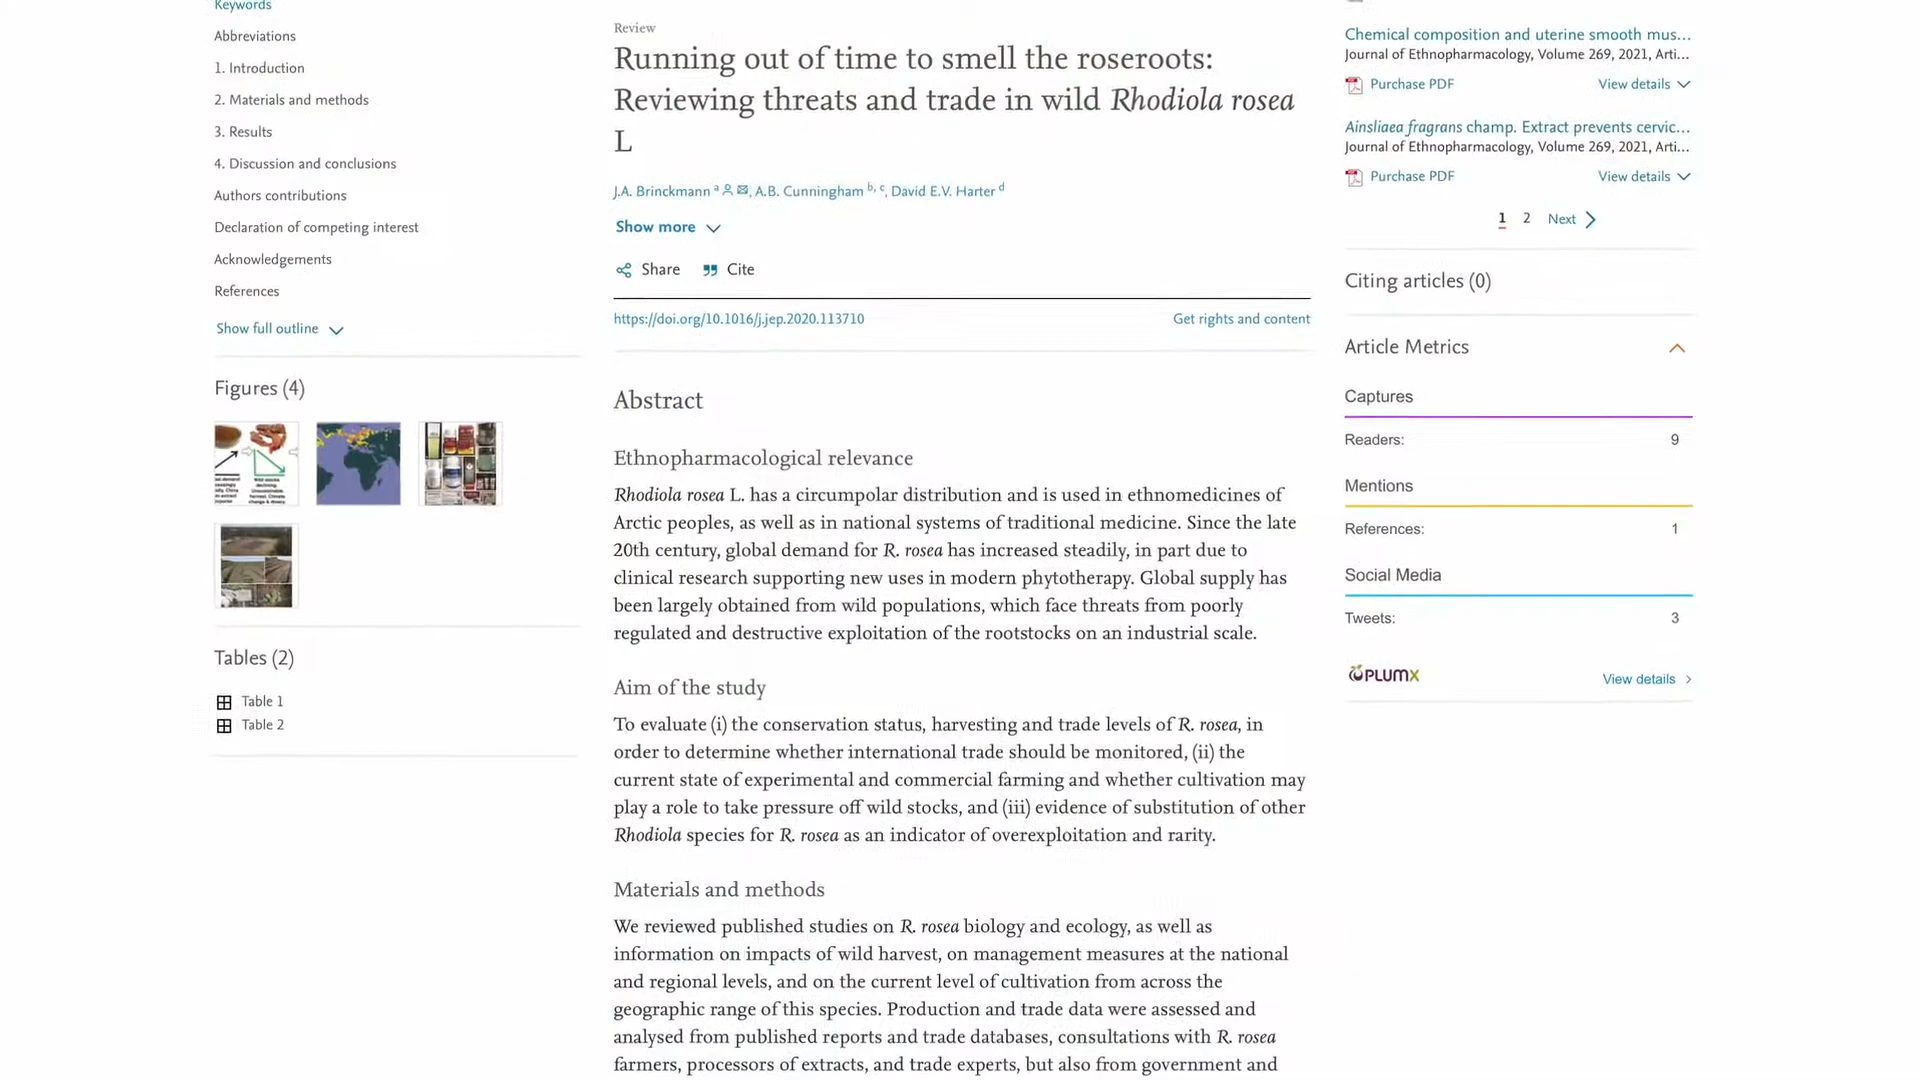 Keywords
Abbreviations
1. Introduction
2. Materials and methods
3. Results
4. Discussion and conclusions
Authors contributions
Declaration of competing interest
Acknowledgements
References
Show full outline
Figures (4)
Tables (2)
Table 1
Table 2
Review
Running out of time to smell the roseroots:
Reviewing threats and trade in wild Rhodiola rosea
L
J.A. Brinckmann a, A.B. Cunningham b, c, David E.V. Harter d
Show more
Share Cite
https://doi.org/10.1016/j.jep.2020.113710 Get rights and content
Abstract
Ethnopharmacological relevance
Rhodiola rosea L. has a circumpolar distribution and is used in ethnomedicines of
Arctic peoples, as well as in national systems of traditional medicine. Since the late
20th century, global demand for R. rosea has increased steadily, in part due to
clinical research supporting new uses in modern phytotherapy. Global supply has
been largely obtained from wild populations, which face threats from poorly
regulated and destructive exploitation of the rootstocks on an industrial scale.
Aim of the study
To evaluate (i) the conservation status, harvesting and trade levels of R. rosea, in
order to determine whether international trade should be monitored, (ii) the
current state of experimental and commercial farming and whether cultivation may
play a role to take pressure off wild stocks, and (iii) evidence of substitution of other
Rhodiola species for R. rosea as an indicator of overexploitation and rarity.
Materials and methods
We reviewed published studies on R. rosea biology and ecology, as well as
information on impacts of wild harvest, on management measures at the national
and regional levels, and on the current level of cultivation from across the
geographic range of this species. Production and trade data were assessed and
analysed from published reports and trade databases, consultations with R. rosea
farmers, processors of extracts, and trade experts, but also from government and
Chemical composition and uterine smooth mus...
Journal of Ethnopharmacology, Volume 269, 2021, Arti...
Purchase PDF View details
Ainsliaea fragrans champ. Extract prevents cervic...
Journal of Ethnopharmacology, Volume 269, 2021, Arti...
Purchase PDF View details
1 2 Next
Citing articles (0)
Article Metrics
Captures
Readers: 9
Mentions
References: 1
Social Media
Tweets: 3
PLUMX View details